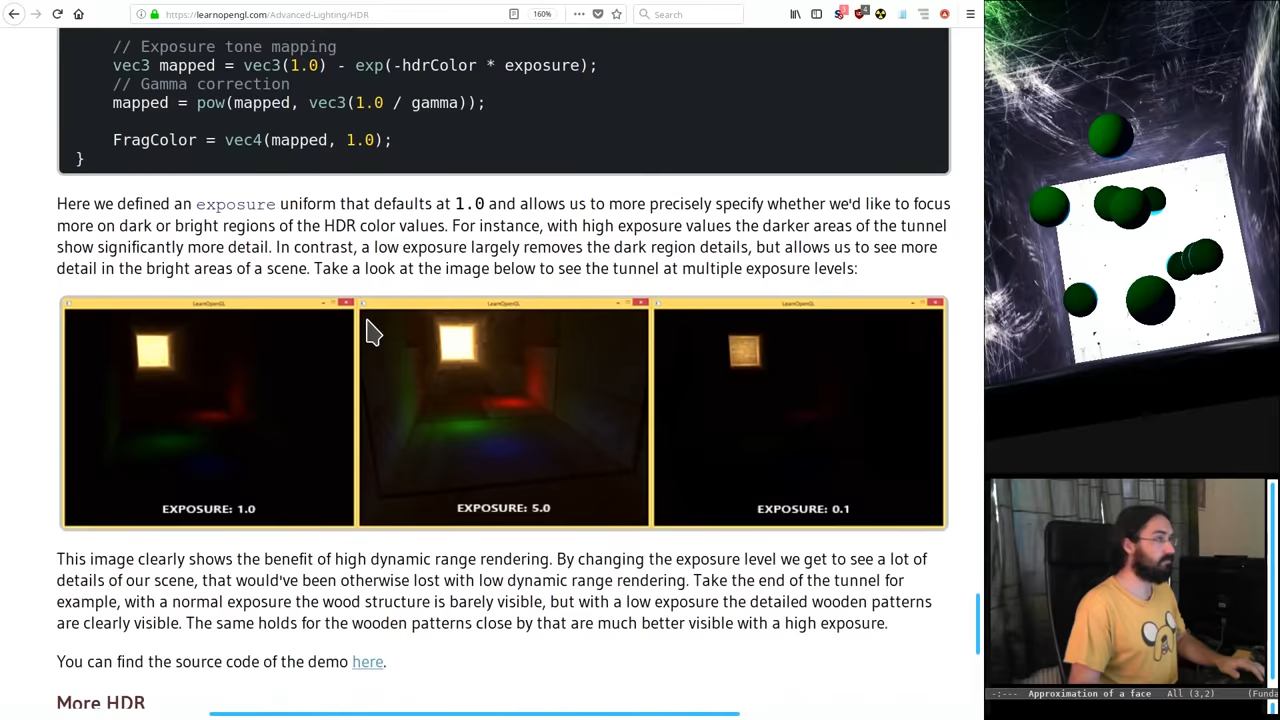 https://learnopengl.com/Advanced-Lighting/HDR
160%
Search
// Exposure tone mapping
vec3 mapped = vec3(1.0) - exp(-hdrColor * exposure);
// Gamma correction
mapped = pow(mapped, vec3(1.0 / gamma));
FragColor = vec4(mapped, 1.0);
}
Here we defined an exposure uniform that defaults at 1.0 and allows us to more precisely specify whether we'd like to focus
more on dark or bright regions of the HDR color values. For instance, with high exposure values the darker areas of the tunnel
show significantly more detail. In contrast, a low exposure largely removes the dark region details, but allows us to see more
detail in the bright areas of a scene. Take a look at the image below to see the tunnel at multiple exposure levels:
LearnOpenGL
LearnOpenGL
LearnOpenGL
EXPOSURE: 1.0
EXPOSURE: 5.0
EXPOSURE: 0.1
This image clearly shows the benefit of high dynamic range rendering. By changing the exposure level we get to see a lot of
details of our scene, that would've been otherwise lost with low dynamic range rendering. Take the end of the tunnel for
example, with a normal exposure the wood structure is barely visible, but with a low exposure the detailed wooden patterns
are clearly visible. The same holds for the wooden patterns close by that are much better visible with a high exposure.
You can find the source code of the demo here.
More HDR
-:--- Approximation of a face All (3,2) (Funda